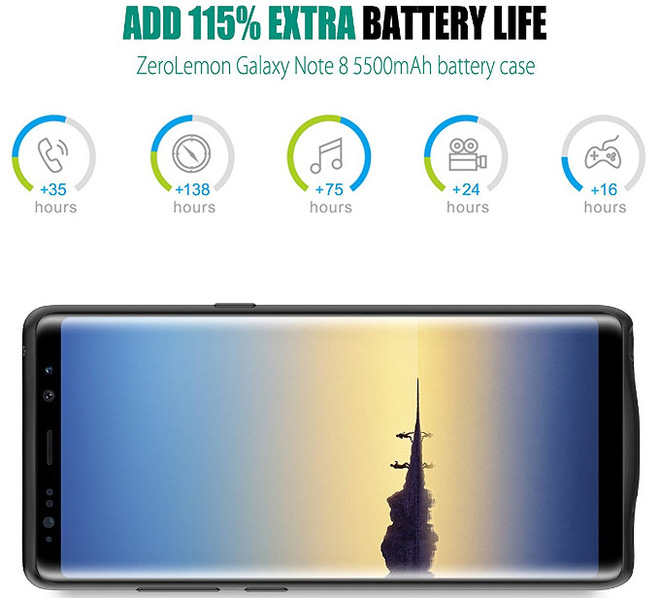 ADD 115% EXTRA BATTERY LIFE
ZeroLemon Galaxy Note 8 5500mAh battery case
+35 +138 +75 +24 +16
hours hours hours hours hours